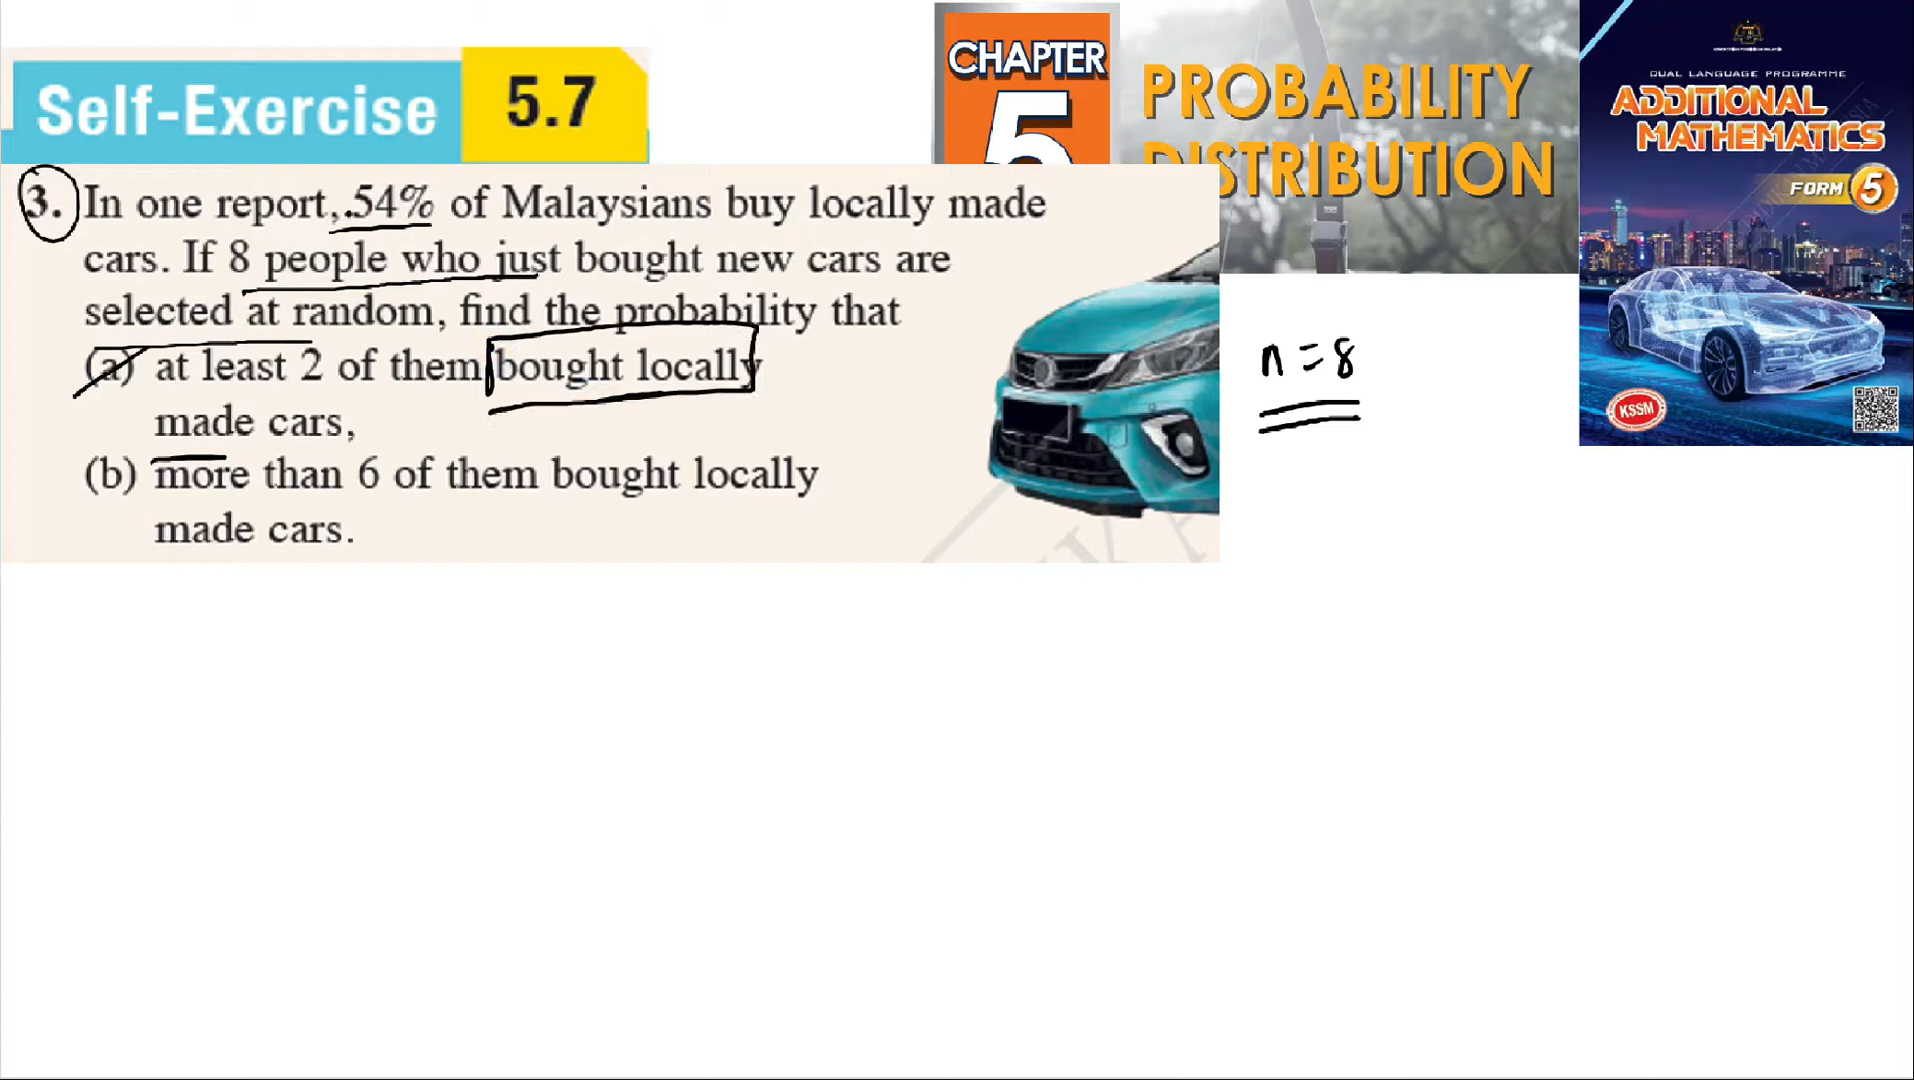 Self-Exercise 5.7
CHAPTER
5
PROBABILITY
DISTRIBUTION
DUAL LANGUAGE PROGRAMME
ADDITIONAL
MATHEMATICS
FORM 5
KSSM
3. In one report, 54% of Malaysians buy locally made
cars. If 8 people who just bought new cars are
selected at random, find the probability that
(a) at least 2 of them bought locally
made cars,
(b) more than 6 of them bought locally
made cars.
n = 8